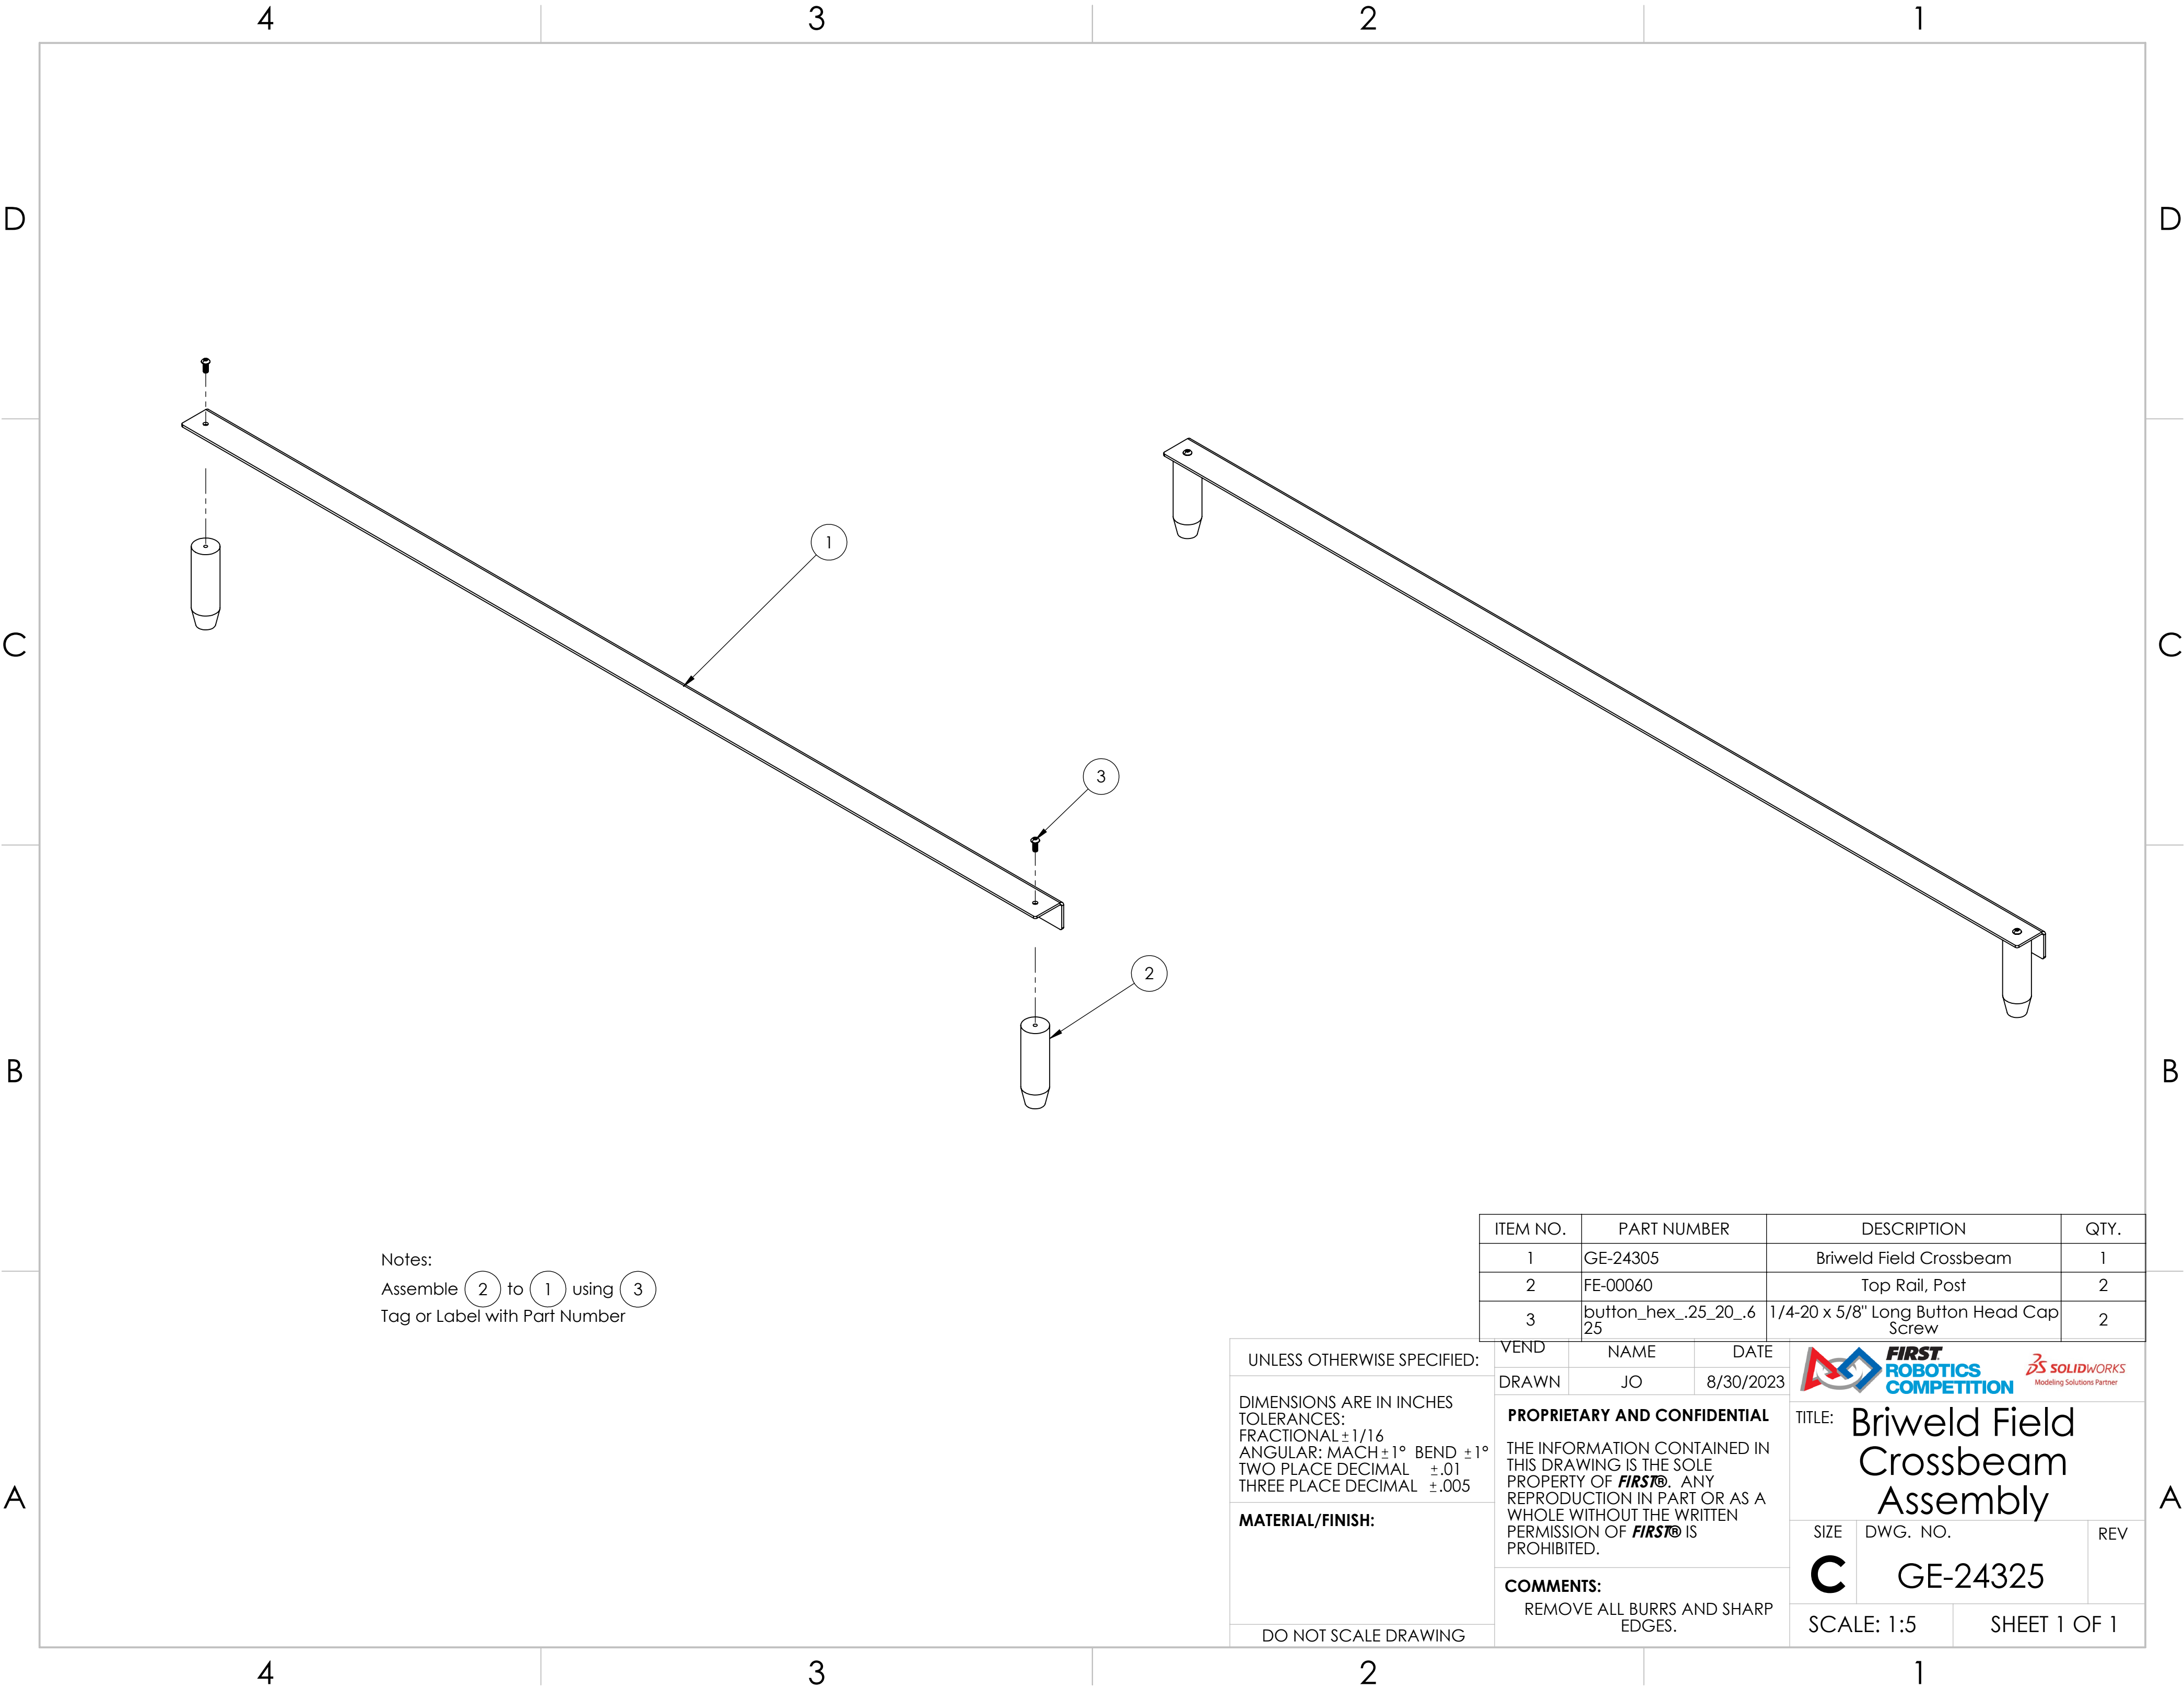 4 3 2 1
D D
C C
B B
A A
1
3
2
Notes:
Assemble 2 to 1 using 3
Tag or Label with Part Number
ITEM NO. PART NUMBER DESCRIPTION QTY.
1 GE-24305 Briweld Field Crossbeam 1
2 FE-00060 Top Rail, Post 2
3 button_hex_.25_20_.6
25 1/4-20 x 5/8" Long Button Head Cap
Screw 2
UNLESS OTHERWISE SPECIFIED:
DIMENSIONS ARE IN INCHES
TOLERANCES:
FRACTIONAL ±1/16
ANGULAR: MACH ±1° BEND ±1°
TWO PLACE DECIMAL ±.01
THREE PLACE DECIMAL ±.005
MATERIAL/FINISH:
DO NOT SCALE DRAWING
VEND NAME DATE
DRAWN JO 8/30/2023
PROPRIETARY AND CONFIDENTIAL
THE INFORMATION CONTAINED IN
THIS DRAWING IS THE SOLE
PROPERTY OF FIRST®. ANY
REPRODUCTION IN PART OR AS A
WHOLE WITHOUT THE WRITTEN
PERMISSION OF FIRST® IS
PROHIBITED.
COMMENTS:
REMOVE ALL BURRS AND SHARP
EDGES.
FIRST
ROBOTICS
COMPETITION
SOLIDWORKS
Modeling Solutions Partner
TITLE: Briweld Field
Crossbeam
Assembly
SIZE DWG. NO. REV
C GE-24325
SCALE: 1:5 SHEET 1 OF 1
4 3 2 1